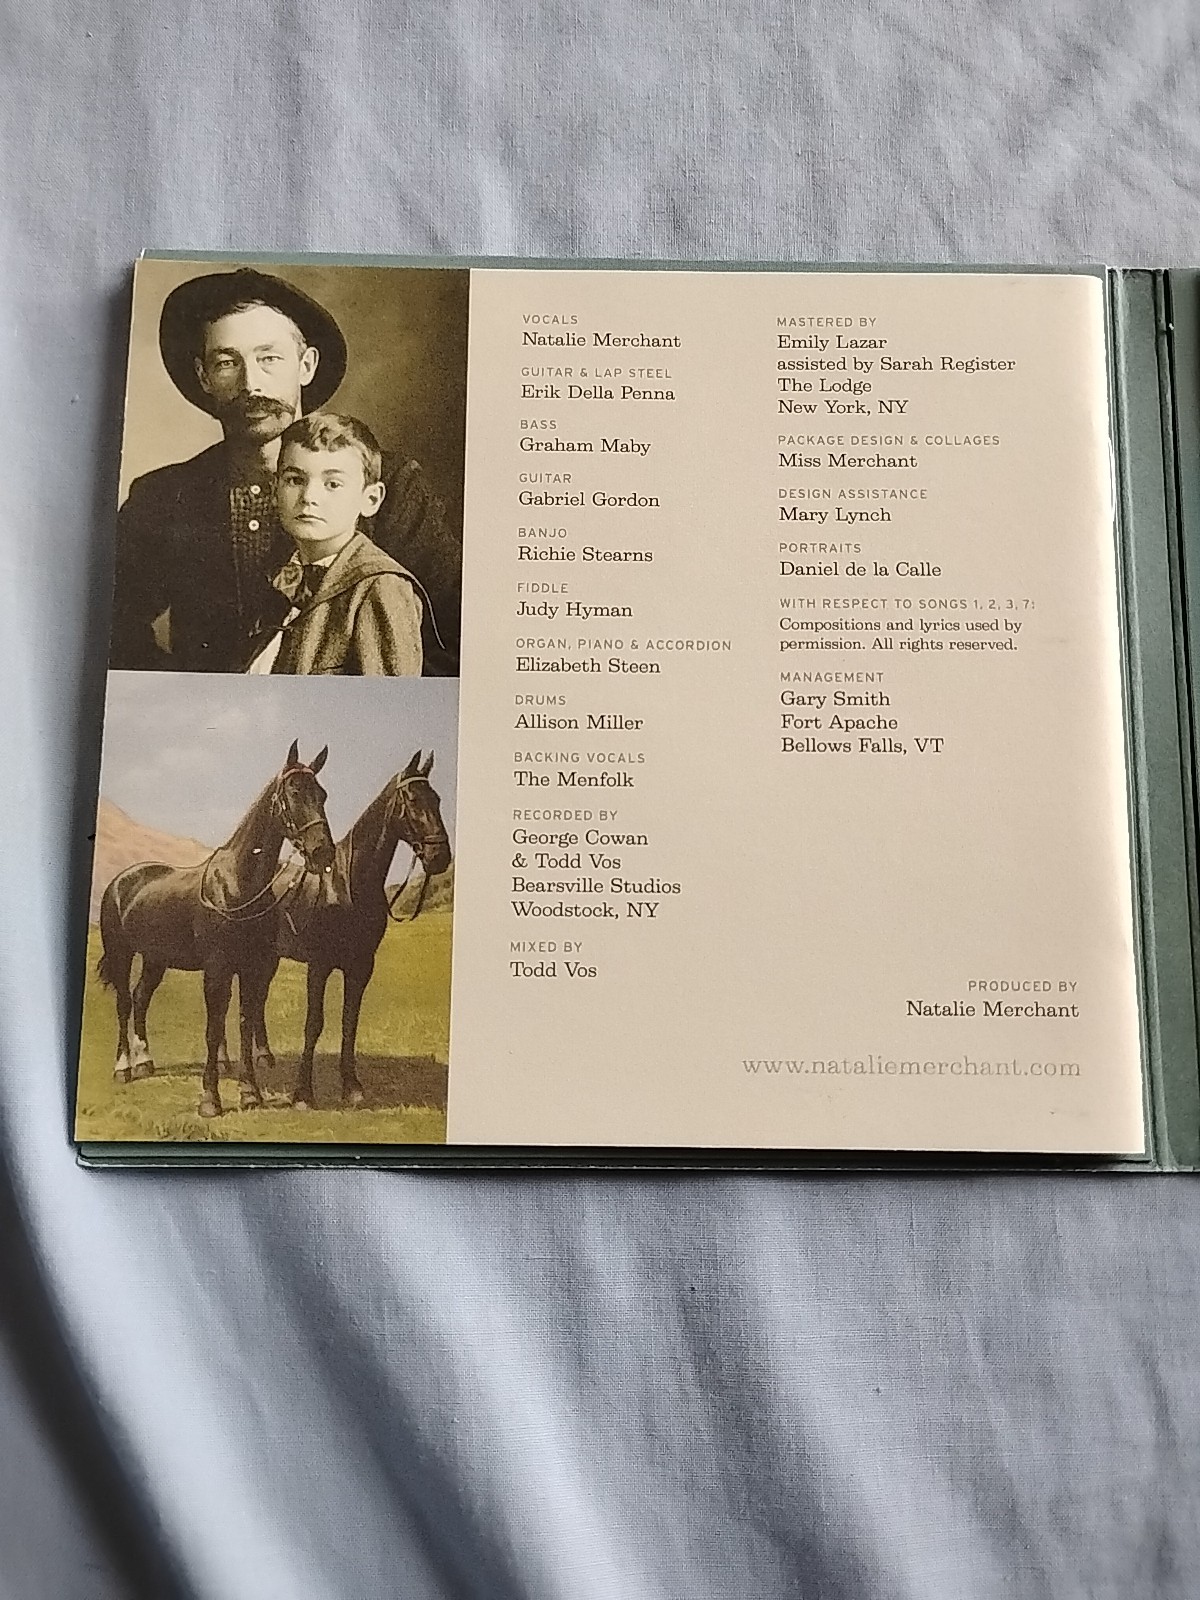 VOCALS
Natalie Merchant
GUITAR & LAP STEEL
Erik Della Penna
BASS
Graham Maby
GUITAR
Gabriel Gordon
BANJO
Richie Stearns
FIDDLE
Judy Hyman
ORGAN, PIANO & ACCORDION
Elizabeth Steen
DRUMS
Allison Miller
BACKING VOCALS
The Menfolk
RECORDED BY
George Cowan
& Todd Vos
Bearsville Studios
Woodstock, NY
MIXED BY
Todd Vos
MASTERED BY
Emily Lazar
assisted by Sarah Register
The Lodge
New York, NY
PACKAGE DESIGN & COLLAGES
Miss Merchant
DESIGN ASSISTANCE
Mary Lynch
PORTRAITS
Daniel de la Calle
WITH RESPECT TO SONGS 1, 2, 3, 7:
Compositions and lyrics used by
permission. All rights reserved.
MANAGEMENT
Gary Smith
Fort Apache
Bellows Falls, VT
PRODUCED BY
Natalie Merchant
www.nataliemerchant.com